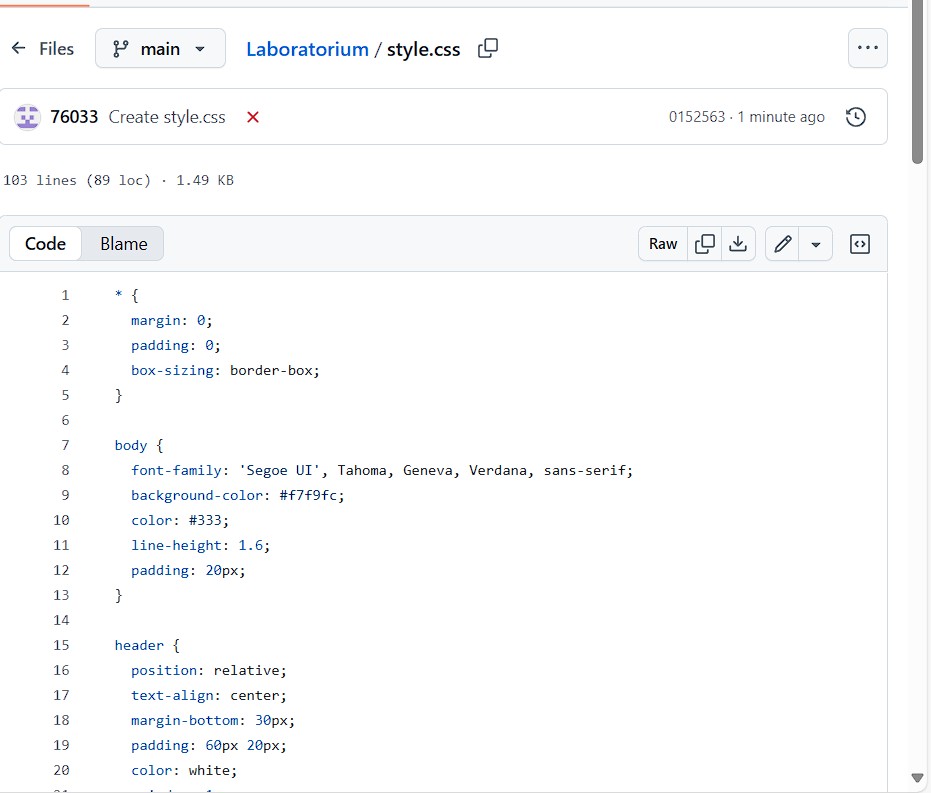 Files main Laboratorium / style.css
76033 Create style.css 0152563 · 1 minute ago
103 lines (89 loc) · 1.49 KB
Code Blame Raw
1 * {
2 margin: 0;
3 padding: 0;
4 box-sizing: border-box;
5 }
6
7 body {
8 font-family: 'Segoe UI', Tahoma, Geneva, Verdana, sans-serif;
9 background-color: #f7f9fc;
10 color: #333;
11 line-height: 1.6;
12 padding: 20px;
13 }
14
15 header {
16 position: relative;
17 text-align: center;
18 margin-bottom: 30px;
19 padding: 60px 20px;
20 color: white;